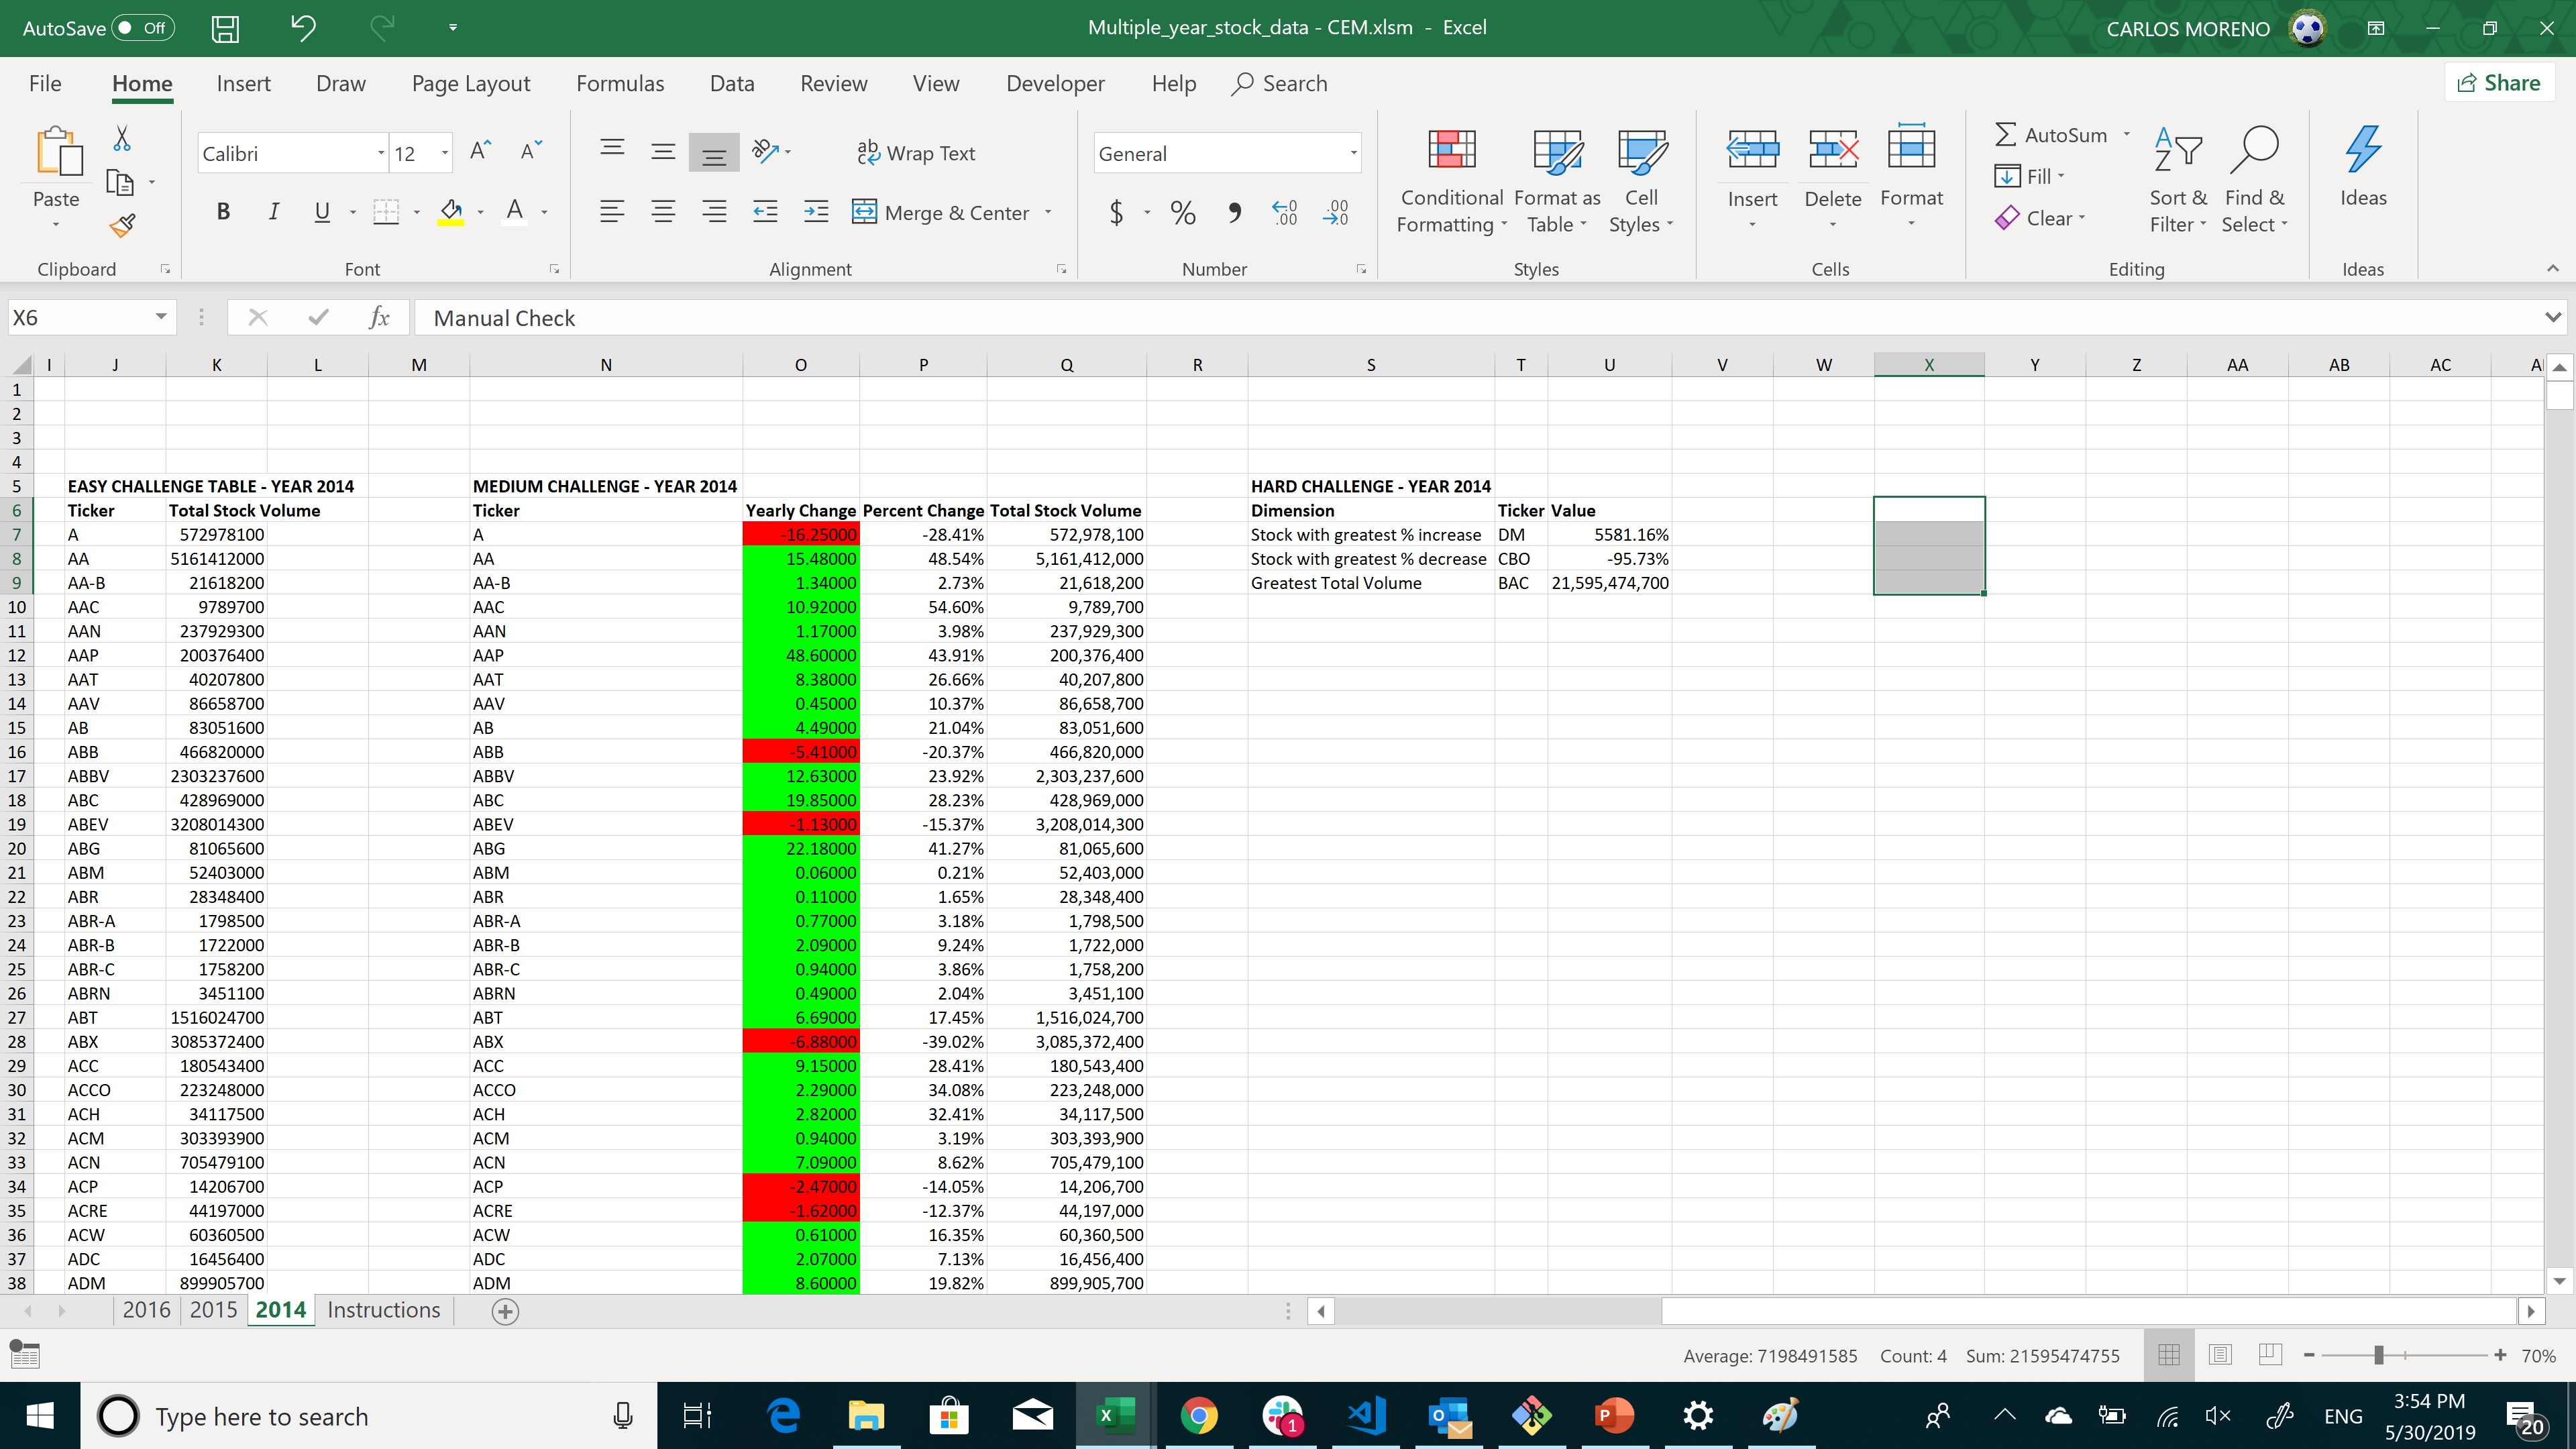 AutoSave Off
Multiple_year_stock_data - CEM.xlsm - Excel
CARLOS MORENO
File Home Insert Draw Page Layout Formulas Data Review View Developer Help Search
Share
Paste
Clipboard
Calibri 12
B I U
Font
Wrap Text
Merge & Center
Alignment
General
$ % ,
Number
Conditional Formatting
Format as Table
Cell Styles
Styles
Insert Delete Format
Cells
AutoSum
Fill
Clear
Sort & Filter
Find & Select
Editing
Ideas
Ideas
X6 fx Manual Check
I J K L M N O P Q R S T U V W X Y Z AA AB AC
1
2
3
4
5 EASY CHALLENGE TABLE - YEAR 2014 MEDIUM CHALLENGE - YEAR 2014 HARD CHALLENGE - YEAR 2014
6 Ticker Total Stock Volume Ticker Yearly Change Percent Change Total Stock Volume Dimension Ticker Value
7 A 572978100 A -16.25000 -28.41% 572,978,100 Stock with greatest % increase DM 5581.16%
8 AA 5161412000 AA 15.48000 48.54% 5,161,412,000 Stock with greatest % decrease CBO -95.73%
9 AA-B 21618200 AA-B 1.34000 2.73% 21,618,200 Greatest Total Volume BAC 21,595,474,700
10 AAC 9789700 AAC 10.92000 54.60% 9,789,700
11 AAN 237929300 AAN 1.17000 3.98% 237,929,300
12 AAP 200376400 AAP 48.60000 43.91% 200,376,400
13 AAT 40207800 AAT 8.38000 26.66% 40,207,800
14 AAV 86658700 AAV 0.45000 10.37% 86,658,700
15 AB 83051600 AB 4.49000 21.04% 83,051,600
16 ABB 466820000 ABB -5.41000 -20.37% 466,820,000
17 ABBV 2303237600 ABBV 12.63000 23.92% 2,303,237,600
18 ABC 428969000 ABC 19.85000 28.23% 428,969,000
19 ABEV 3208014300 ABEV -1.13000 -15.37% 3,208,014,300
20 ABG 81065600 ABG 22.18000 41.27% 81,065,600
21 ABM 52403000 ABM 0.06000 0.21% 52,403,000
22 ABR 28348400 ABR 0.11000 1.65% 28,348,400
23 ABR-A 1798500 ABR-A 0.77000 3.18% 1,798,500
24 ABR-B 1722000 ABR-B 2.09000 9.24% 1,722,000
25 ABR-C 1758200 ABR-C 0.94000 3.86% 1,758,200
26 ABRN 3451100 ABRN 0.49000 2.04% 3,451,100
27 ABT 1516024700 ABT 6.69000 17.45% 1,516,024,700
28 ABX 3085372400 ABX -6.88000 -39.02% 3,085,372,400
29 ACC 180543400 ACC 9.15000 28.41% 180,543,400
30 ACCO 223248000 ACCO 2.29000 34.08% 223,248,000
31 ACH 34117500 ACH 2.82000 32.41% 34,117,500
32 ACM 303393900 ACM 0.94000 3.19% 303,393,900
33 ACN 705479100 ACN 7.09000 8.62% 705,479,100
34 ACP 14206700 ACP -2.47000 -14.05% 14,206,700
35 ACRE 44197000 ACRE -1.62000 -12.37% 44,197,000
36 ACW 60360500 ACW 0.61000 16.35% 60,360,500
37 ADC 16456400 ADC 2.07000 7.13% 16,456,400
38 ADM 899905700 ADM 8.60000 19.82% 899,905,700
2016 2015 2014 Instructions
Average: 7198491585 Count: 4 Sum: 21595474755 70%
Type here to search
1
ENG
3:54 PM
5/30/2019
20